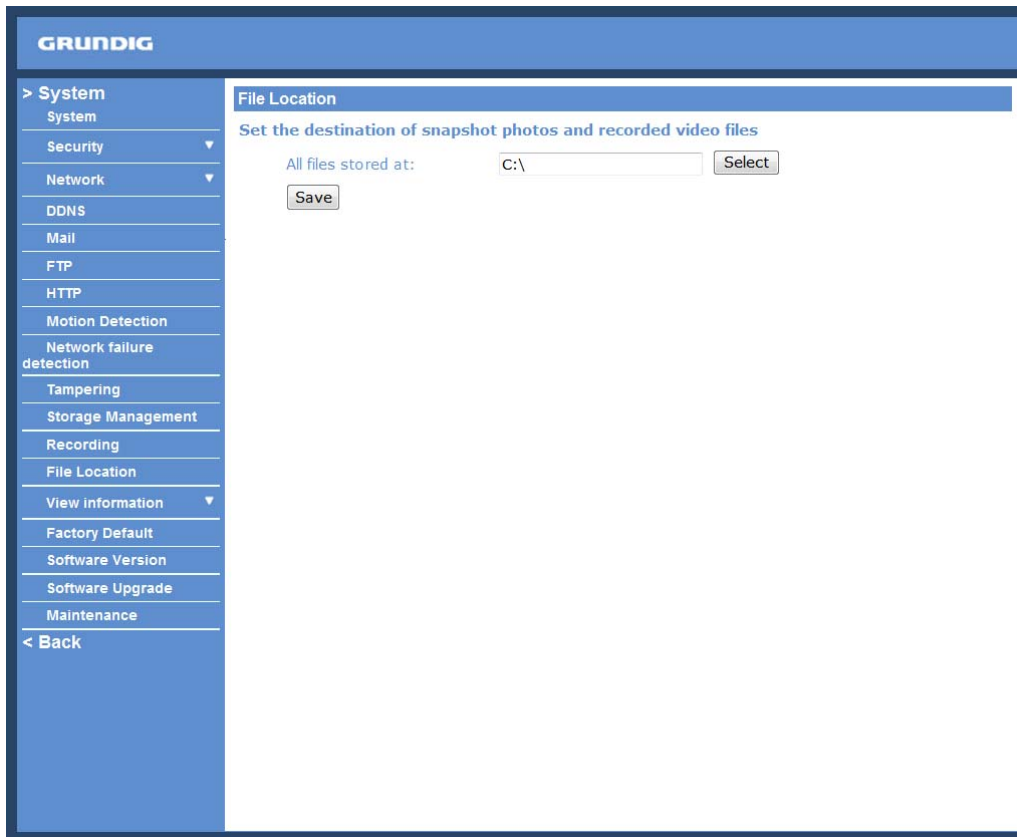 GRUNDIG
> System
System
Security
Network
DDNS
Mail
FTP
HTTP
Motion Detection
Network failure
detection
Tampering
Storage Management
Recording
File Location
View information
Factory Default
Software Version
Software Upgrade
Maintenance
< Back
File Location
Set the destination of snapshot photos and recorded video files
All files stored at: C:\ Select
Save